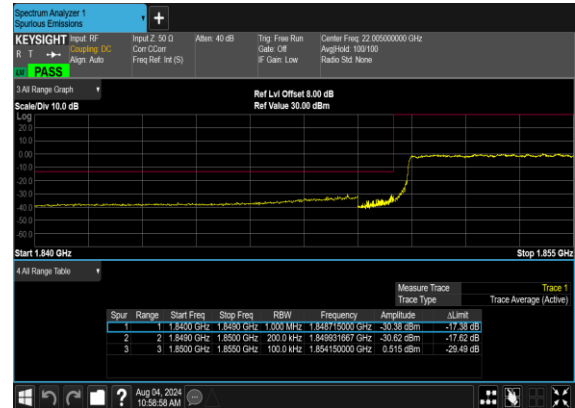 Spectrum Analyzer 1
Spurious Emissions
+
KEYSIGHT Input: RF Input Z: 50 Ω Atten: 40 dB Trig: Free Run Center Freq: 22.005000000 GHz
R T Coupling: DC Corr CCorr Gate: Off Avg|Hold: 100/100
Align: Auto Freq Ref: Int (S) IF Gain: Low Radio Std: None
LXI PASS
3 All Range Graph
Ref Lvl Offset 8.00 dB
Scale/Div 10.0 dB Ref Value 30.00 dBm
Log
20.0
10.0
0.00
-10.0
-20.0
-30.0
-40.0
-50.0
-60.0
Start 1.840 GHz Stop 1.855 GHz
4 All Range Table
Measure Trace Trace 1
Trace Type Trace Average (Active)
Spur Range Start Freq Stop Freq RBW Frequency Amplitude ΔLimit
1 1 1.8400 GHz 1.8490 GHz 1.000 MHz 1.848715000 GHz -30.38 dBm -17.38 dB
2 2 1.8490 GHz 1.8500 GHz 200.0 kHz 1.849931667 GHz -30.62 dBm -17.62 dB
3 3 1.8500 GHz 1.8550 GHz 100.0 kHz 1.854150000 GHz 0.515 dBm -29.49 dB
? Aug 04, 2024
10:58:58 AM